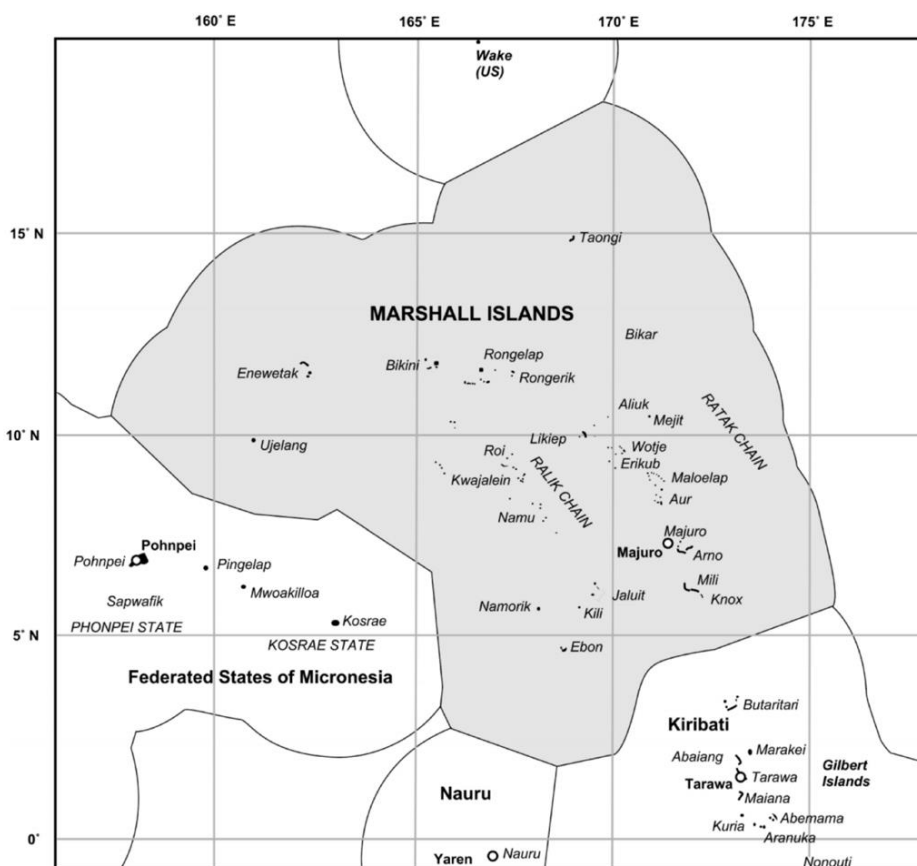 160° E
165° E
170° E
175° E
Wake
(US)
15° N
Taongi
MARSHALL ISLANDS
Bikar
Rongelap
Bikini
Enewetak
Rongerik
Aliuk
Mejit
RATAK CHAIN
10° N
Ujelang
Likiep
Wotje
Roi
Erikub
Kwajalein
RALIK CHAIN
Maloelap
Aur
Namu
Majuro
Majuro
Arno
Pohnpei
Pohnpei
Pingelap
Mili
Mwoakilloa
Jaluit
Knox
Sapwafik
Namorik
Kili
PHONPEI STATE
Kosrae
5° N
KOSRAE STATE
Ebon
Federated States of Micronesia
Butaritari
Kiribati
Marakei
Abaiang
Gilbert
Islands
Tarawa
Tarawa
Nauru
Maiana
Kuria
Abemama
Aranuka
0°
Yaren
Nauru
Nonouti